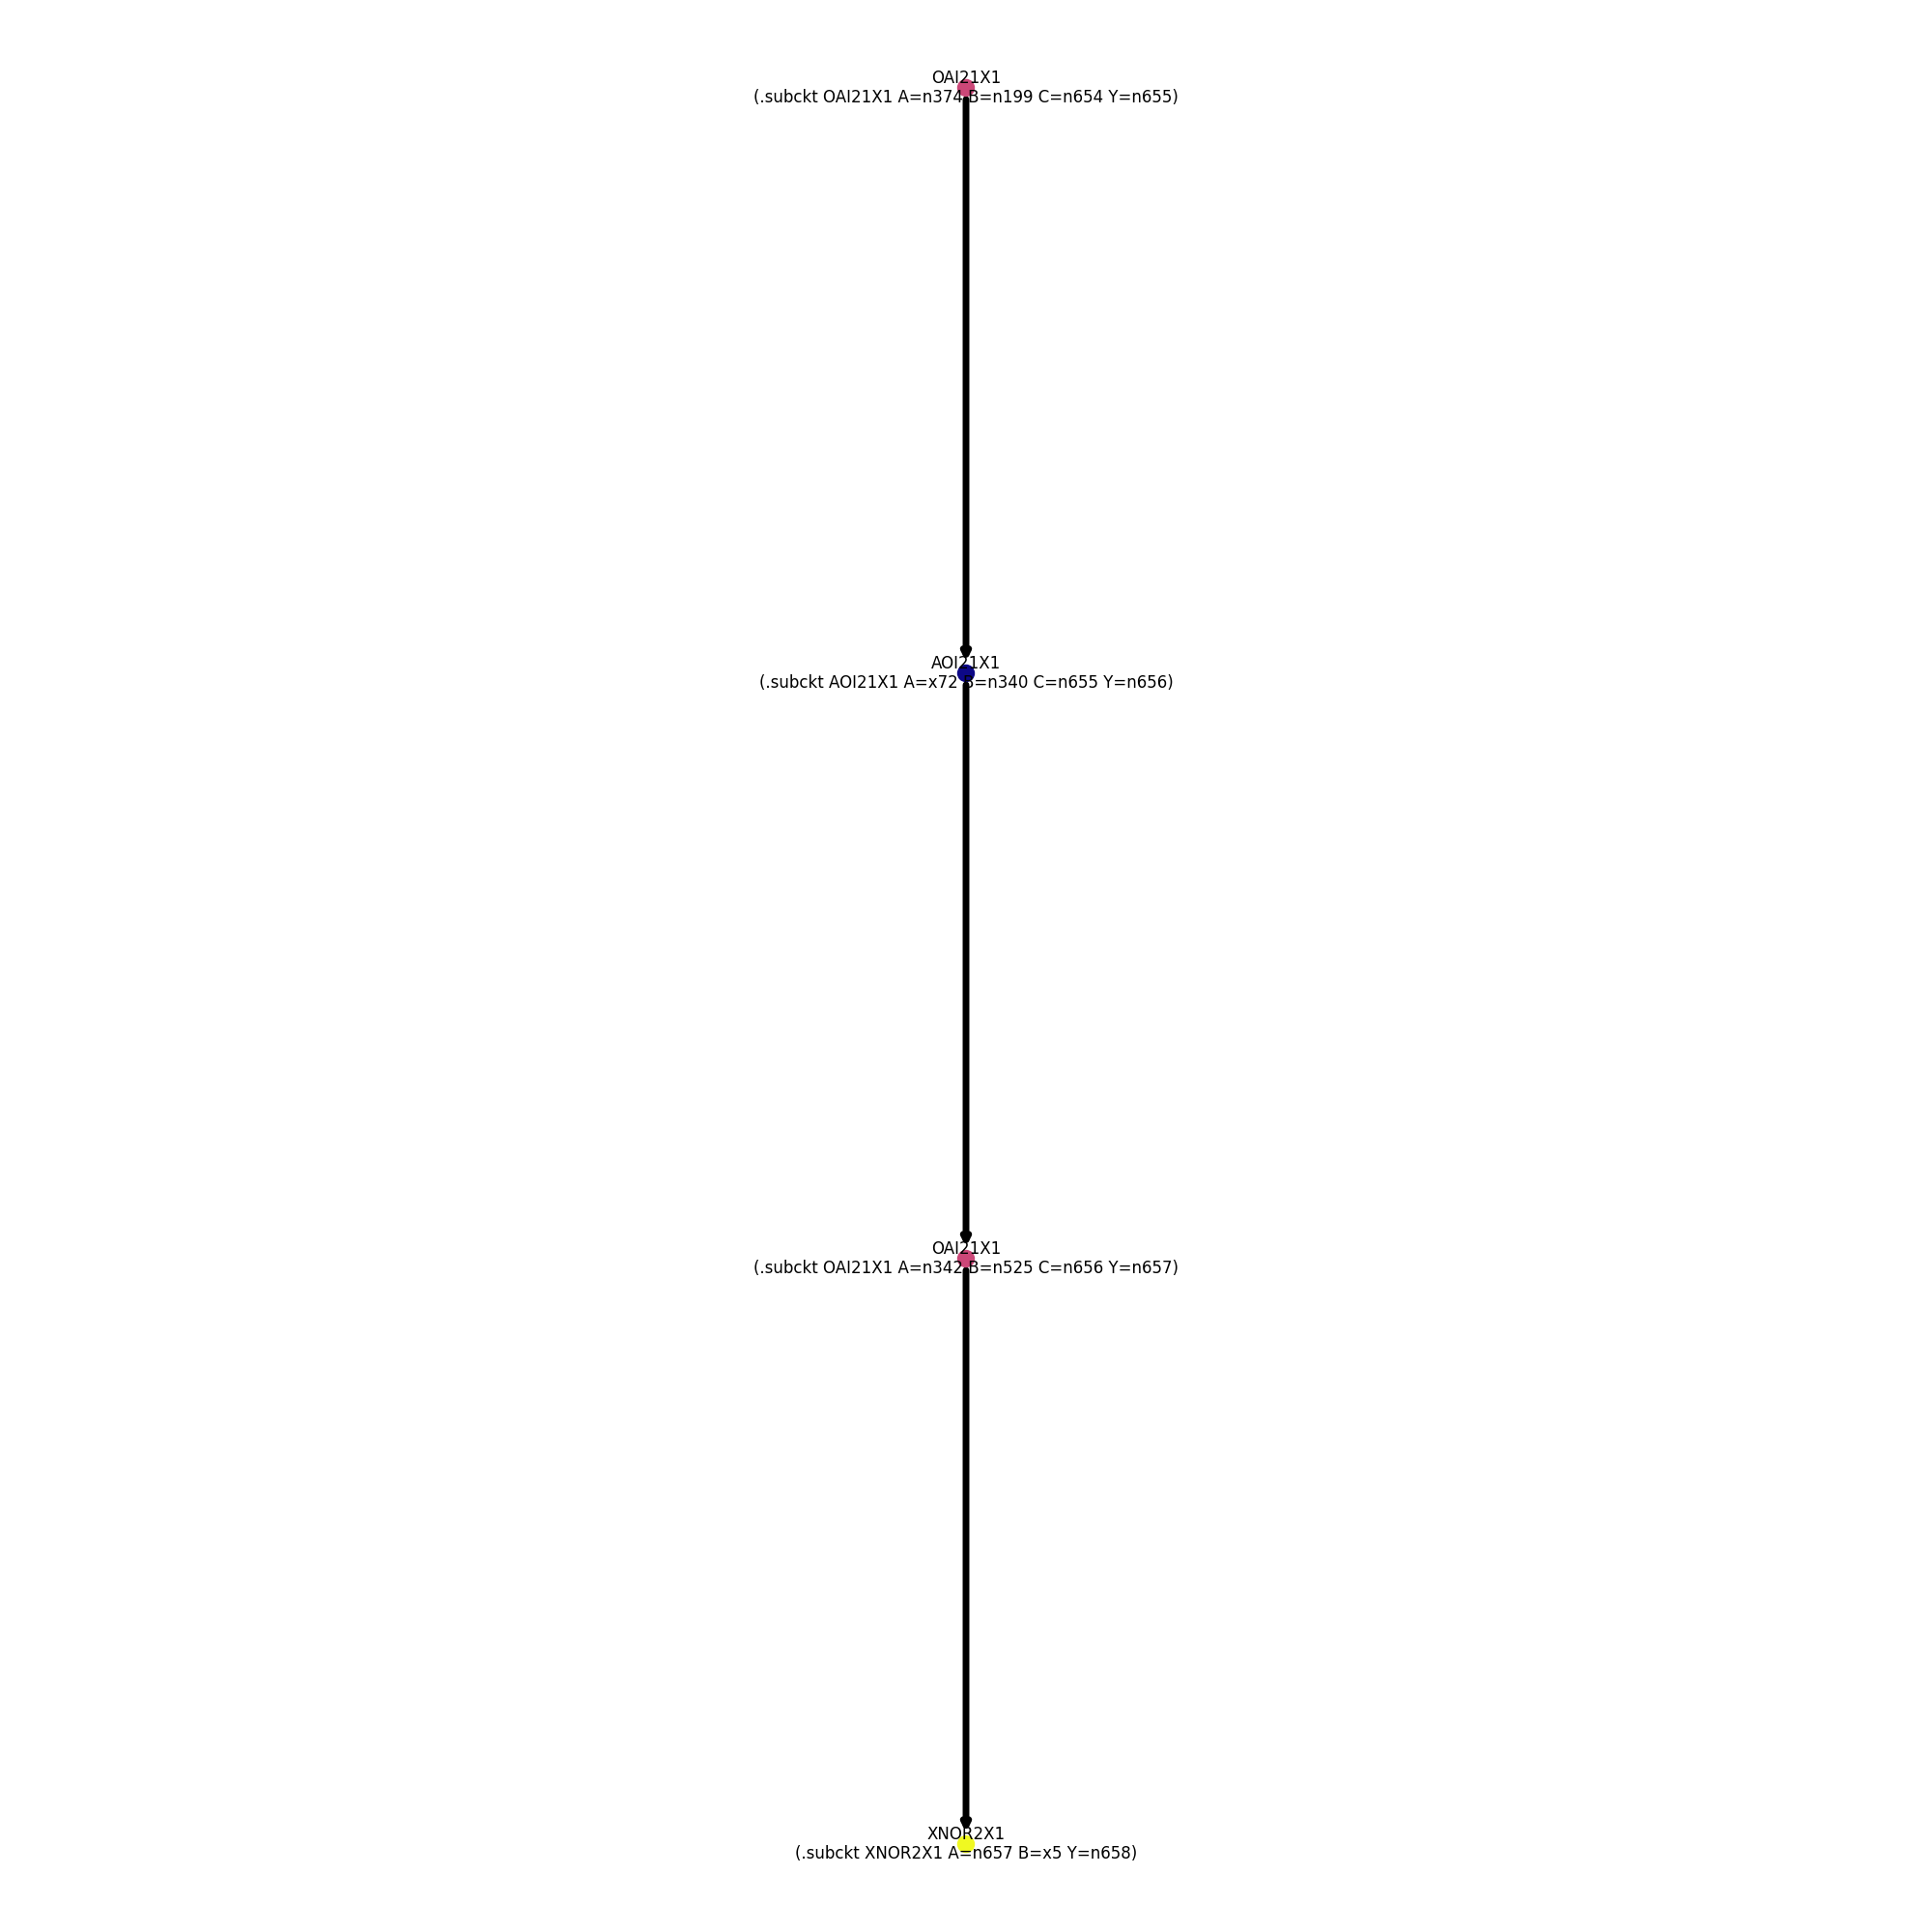 OAI21X1
(.subckt OAI21X1 A=n374 B=n199 C=n654 Y=n655)
AOI21X1
(.subckt AOI21X1 A=x72 B=n340 C=n655 Y=n656)
OAI21X1
(.subckt OAI21X1 A=n342 B=n525 C=n656 Y=n657)
XNOR2X1
(.subckt XNOR2X1 A=n657 B=x5 Y=n658)